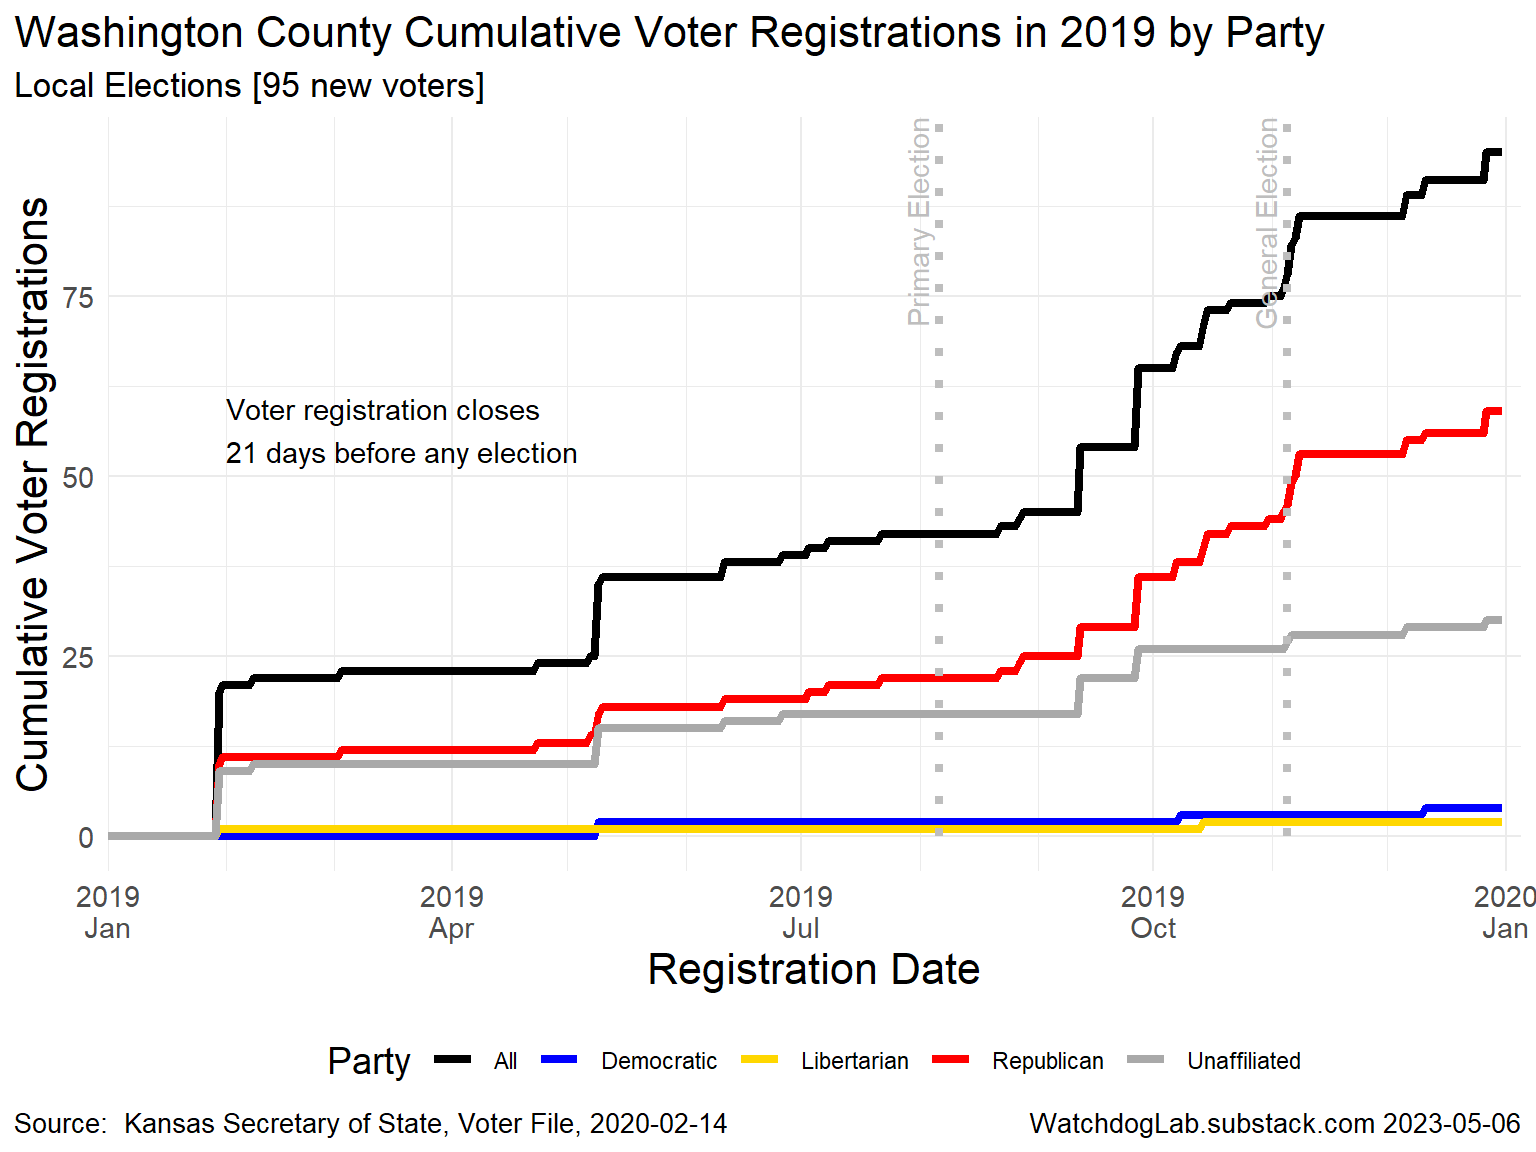 Washington County Cumulative Voter Registrations in 2019 by Party
Local Elections [95 new voters]
Cumulative Voter Registrations
75
50
25
0
Voter registration closes
21 days before any election
Primary Election
General Election
2019 2019 2019 2019 2020
Jan Apr Jul Oct Jan
Registration Date
Party All Democratic Libertarian Republican Unaffiliated
Source:  Kansas Secretary of State, Voter File, 2020-02-14
WatchdogLab.substack.com 2023-05-06